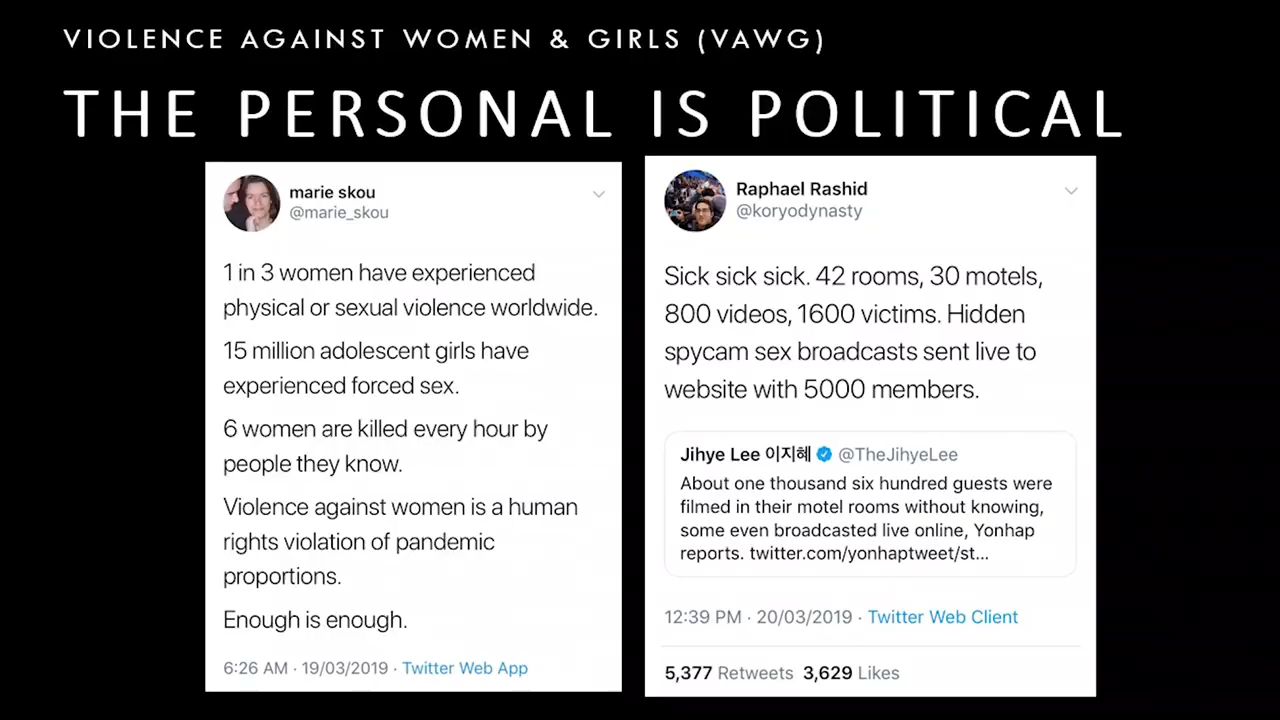 VIOLENCE AGAINST WOMEN & GIRLS (VAWG)
THE PERSONAL IS POLITICAL
marie skou
@marie_skou
1 in 3 women have experienced
physical or sexual violence worldwide.
15 million adolescent girls have
experienced forced sex.
6 women are killed every hour by
people they know.
Violence against women is a human
rights violation of pandemic
proportions.
Enough is enough.
6:26 AM · 19/03/2019 · Twitter Web App
Raphael Rashid
@koryodynasty
Sick sick sick. 42 rooms, 30 motels,
800 videos, 1600 victims. Hidden
spycam sex broadcasts sent live to
website with 5000 members.
Jihye Lee 이지혜 @TheJihyeLee
About one thousand six hundred guests were
filmed in their motel rooms without knowing,
some even broadcasted live online, Yonhap
reports. twitter.com/yonhaptweet/st...
12:39 PM · 20/03/2019 · Twitter Web Client
5,377 Retweets 3,629 Likes